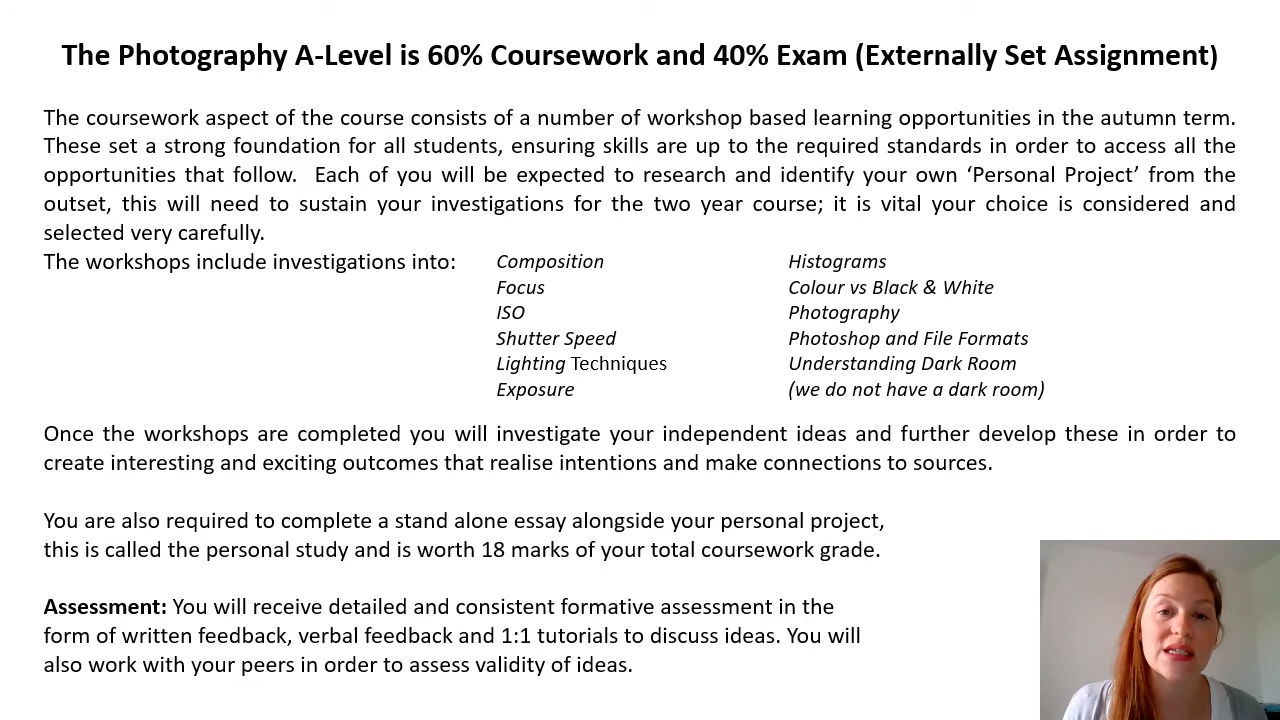 The Photography A-Level is 60% Coursework and 40% Exam (Externally Set Assignment)
The coursework aspect of the course consists of a number of workshop based learning opportunities in the autumn term.
These set a strong foundation for all students, ensuring skills are up to the required standards in order to access all the
opportunities that follow.  Each of you will be expected to research and identify your own ‘Personal Project’ from the
outset, this will need to sustain your investigations for the two year course; it is vital your choice is considered and
selected very carefully.
The workshops include investigations into:
Composition
Focus
ISO
Shutter Speed
Lighting Techniques
Exposure
Histograms
Colour vs Black & White
Photography
Photoshop and File Formats
Understanding Dark Room
(we do not have a dark room)
Once the workshops are completed you will investigate your independent ideas and further develop these in order to
create interesting and exciting outcomes that realise intentions and make connections to sources.
You are also required to complete a stand alone essay alongside your personal project,
this is called the personal study and is worth 18 marks of your total coursework grade.
Assessment: You will receive detailed and consistent formative assessment in the
form of written feedback, verbal feedback and 1:1 tutorials to discuss ideas. You will
also work with your peers in order to assess validity of ideas.